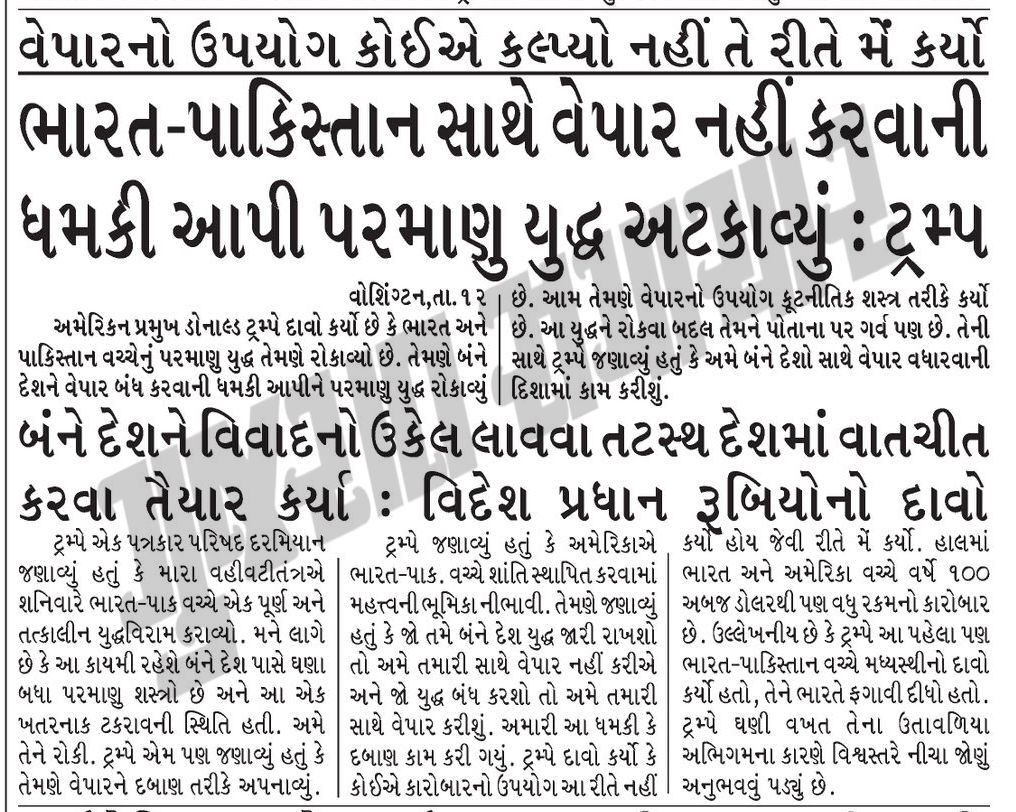 વેપારનો ઉપયોગ કોઈએ કલ્પ્યો નહીં તે રીતે મેં કર્યો
ભારત-પાકિસ્તાન સાથે વેપાર નહીં કરવાની
ધમકી આપી પરમાણુ યુદ્ધ અટકાવ્યું : ટ્રમ્પ
વોશિંગ્ટન,તા.૧૨
અમેરિકન પ્રમુખ ડોનાલ્ડ ટ્રમ્પે દાવો કર્યો છે કે ભારત અને
પાકિસ્તાન વચ્ચેનું પરમાણુ યુદ્ધ તેમણે રોકાવ્યો છે. તેમણે બંને
દેશને વેપાર બંધ કરવાની ધમકી આપીને પરમાણુ યુદ્ધ રોકાવ્યું
છે. આમ તેમણે વેપારનો ઉપયોગ કૂટનીતિક શસ્ત્ર તરીકે કર્યો
છે. આ યુદ્ધને રોકવા બદલ તેમને પોતાના પર ગર્વ પણ છે. તેની
સાથે ટ્રમ્પે જણાવ્યું હતું કે અમે બંને દેશો સાથે વેપાર વધારવાની
દિશામાં કામ કરીશું.
બંને દેશને વિવાદનો ઉકેલ લાવવા તટસ્થ દેશમાં વાતચીત
કરવા તૈયાર કર્યા : વિદેશ પ્રધાન રૂબિયોનો દાવો
ટ્રમ્પે એક પત્રકાર પરિષદ દરમિયાન
જણાવ્યું હતું કે મારા વહીવટીતંત્રએ
શનિવારે ભારત-પાક વચ્ચે એક પૂર્ણ અને
તત્કાલીન યુદ્ધવિરામ કરાવ્યો. મને લાગે
છે કે આ કાયમી રહેશે બંને દેશ પાસે ઘણા
બધા પરમાણુ શસ્ત્રો છે અને આ એક
ખતરનાક ટકરાવની સ્થિતિ હતી. અમે
તેને રોકી. ટ્રમ્પે એમ પણ જણાવ્યું હતું કે
તેમણે વેપારને દબાણ તરીકે અપનાવ્યું.
ટ્રમ્પે જણાવ્યું હતું કે અમેરિકાએ
ભારત-પાક. વચ્ચે શાંતિ સ્થાપિત કરવામાં
મહત્ત્વની ભૂમિકા નીભાવી. તેમણે જણાવ્યું
હતું કે જો તમે બંને દેશ યુદ્ધ જારી રાખશો
તો અમે તમારી સાથે વેપાર નહીં કરીએ
અને જો યુદ્ધ બંધ કરશો તો અમે તમારી
સાથે વેપાર કરીશું. અમારી આ ધમકી કે
દબાણ કામ કરી ગયું. ટ્રમ્પે દાવો કર્યો કે
કોઈએ કારોબારનો ઉપયોગ આ રીતે નહીં
કર્યો હોય જેવી રીતે મેં કર્યો. હાલમાં
ભારત અને અમેરિકા વચ્ચે વર્ષે ૧૦૦
અબજ ડોલરથી પણ વધુ રકમનો કારોબાર
છે. ઉલ્લેખનીય છે કે ટ્રમ્પે આ પહેલા પણ
ભારત-પાકિસ્તાન વચ્ચે મધ્યસ્થીનો દાવો
કર્યો હતો, તેને ભારતે ફગાવી દીધો હતો.
ટ્રમ્પે ઘણી વખત તેના ઉતાવળિયા
અભિગમના કારણે વિશ્વસ્તરે નીચા જોણું
અનુભવવું પડ્યું છે.
ગુજરાત સમાચાર